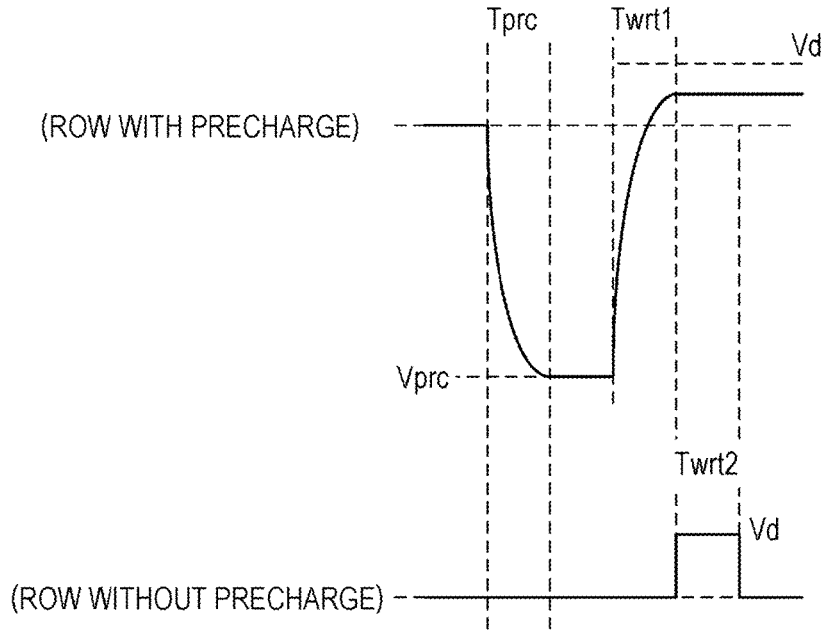 Tprc
Twrt1
Vd
(ROW WITH PRECHARGE)
Vprc
Twrt2
Vd
(ROW WITHOUT PRECHARGE)